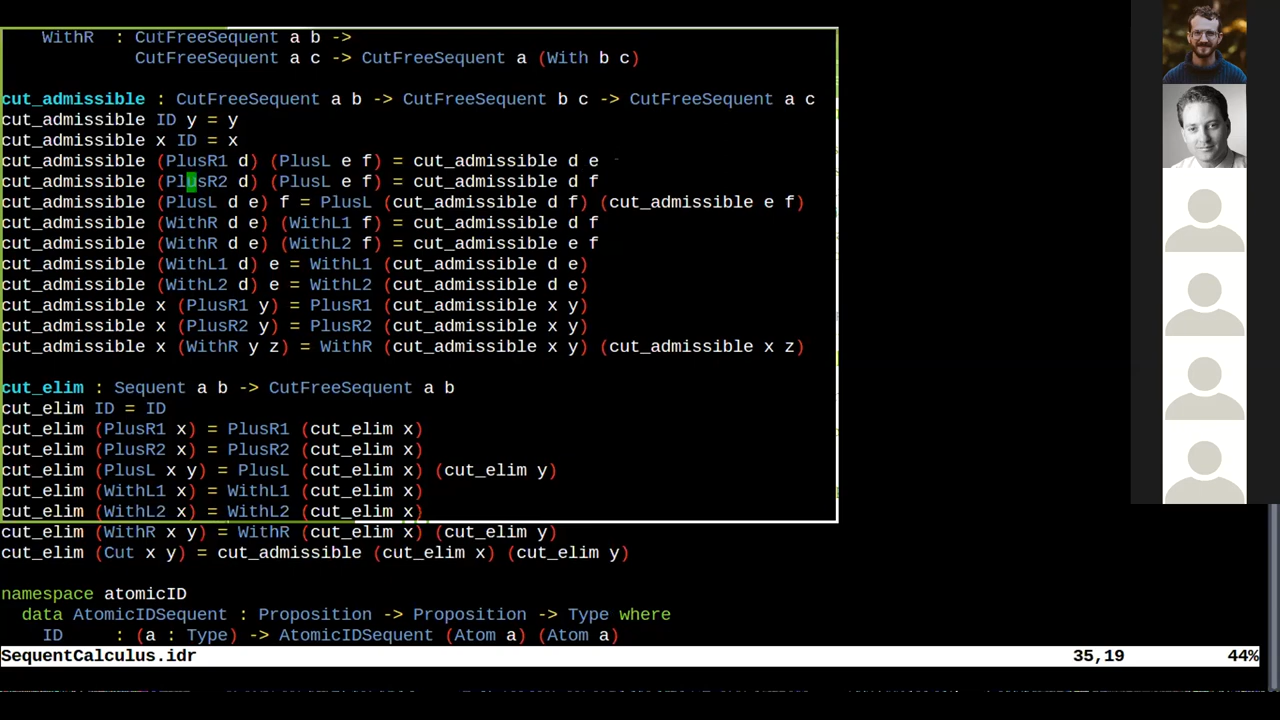 WithR : CutFreeSequent a b ->
CutFreeSequent a c -> CutFreeSequent a (With b c)
cut_admissible : CutFreeSequent a b -> CutFreeSequent b c -> CutFreeSequent a c
cut_admissible ID y = y
cut_admissible x ID = x
cut_admissible (PlusR1 d) (PlusL e f) = cut_admissible d e
cut_admissible (PlusR2 d) (PlusL e f) = cut_admissible d f
cut_admissible (PlusL d e) f = PlusL (cut_admissible d f) (cut_admissible e f)
cut_admissible (WithR d e) (WithL1 f) = cut_admissible d f
cut_admissible (WithR d e) (WithL2 f) = cut_admissible e f
cut_admissible (WithL1 d) e = WithL1 (cut_admissible d e)
cut_admissible (WithL2 d) e = WithL2 (cut_admissible d e)
cut_admissible x (PlusR1 y) = PlusR1 (cut_admissible x y)
cut_admissible x (PlusR2 y) = PlusR2 (cut_admissible x y)
cut_admissible x (WithR y z) = WithR (cut_admissible x y) (cut_admissible x z)
cut_elim : Sequent a b -> CutFreeSequent a b
cut_elim ID = ID
cut_elim (PlusR1 x) = PlusR1 (cut_elim x)
cut_elim (PlusR2 x) = PlusR2 (cut_elim x)
cut_elim (PlusL x y) = PlusL (cut_elim x) (cut_elim y)
cut_elim (WithL1 x) = WithL1 (cut_elim x)
cut_elim (WithL2 x) = WithL2 (cut_elim x)
cut_elim (WithR x y) = WithR (cut_elim x) (cut_elim y)
cut_elim (Cut x y) = cut_admissible (cut_elim x) (cut_elim y)
namespace atomicID
data AtomicIDSequent : Proposition -> Proposition -> Type where
ID : (a : Type) -> AtomicIDSequent (Atom a) (Atom a)
SequentCalculus.idr 35,19 44%